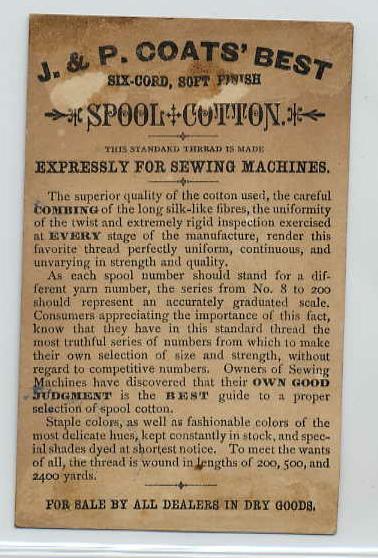 J. & P. COATS' BEST
SIX-CORD, SOFT FINISH
SPOOL COTTON.
THIS STANDARD THREAD IS MADE
EXPRESSLY FOR SEWING MACHINES.
The superior quality of the cotton used, the careful
COMBING of the long silk-like fibres, the uniformity
of the twist and extremely rigid inspection exercised
at EVERY stage of the manufacture, render this
favorite thread perfectly uniform, continuous, and
unvarying in strength and quality.
As each spool number should stand for a dif-
ferent yarn number, the series from No. 8 to 200
should represent an accurately graduated scale.
Consumers appreciating the importance of this fact,
know that they have in this standard thread the
most truthful series of numbers from which to make
their own selection of size and strength, without
regard to competitive numbers. Owners of Sewing
Machines have discovered that their OWN GOOD
JUDGMENT is the BEST guide to a proper
selection of spool cotton.
Staple colors, as well as fashionable colors of the
most delicate hues, kept constantly in stock, and spec-
ial shades dyed at shortest notice. To meet the wants
of all, the thread is wound in lengths of 200, 500, and
2400 yards.
FOR SALE BY ALL DEALERS IN DRY GOODS.